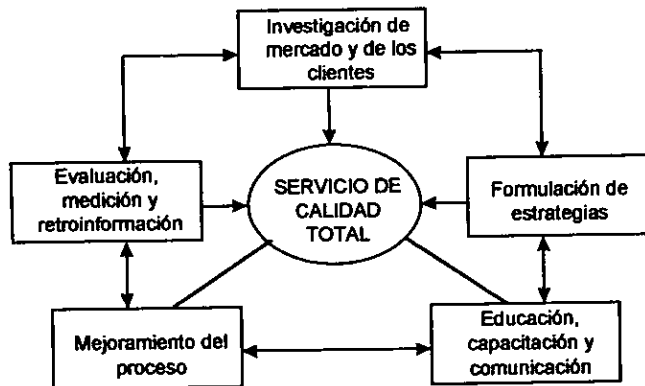 Investigación de
mercado y de los
clientes
Evaluación,
medición y
retroinformación
SERVICIO DE
CALIDAD
TOTAL
Formulación de
estrategias
Mejoramiento del
proceso
Educación,
capacitación y
comunicación